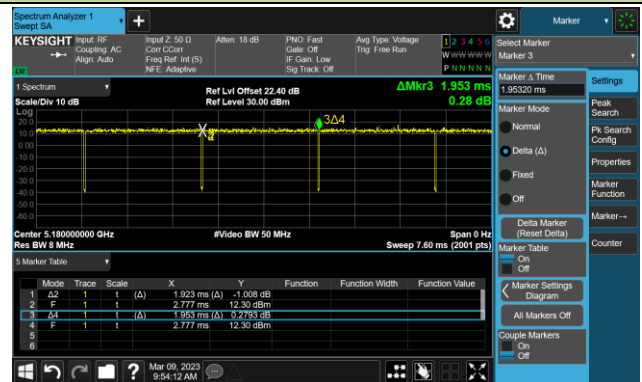 Spectrum Analyzer 1
Swept SA
+
Marker
KEYSIGHT
Input: RF
Coupling: AC
Align: Auto
Input Z: 50 Ω
Corr CCorr
Freq Ref: Int (S)
NFE: Adaptive
Atten: 18 dB
PNO: Fast
Gate: Off
IF Gain: Low
Sig Track: Off
Avg Type: Voltage
Trig: Free Run
1 2 3 4 5 6
W W W W W W
P N N N N N
LXI
1 Spectrum
Scale/Div 10 dB
Ref Lvl Offset 22.40 dB
Ref Level 30.00 dBm
ΔMkr3 1.953 ms
0.28 dB
Log
20.0
10.0
0.00
-10.0
-20.0
-30.0
-40.0
-50.0
-60.0
3Δ4
Center 5.180000000 GHz
Res BW 8 MHz
#Video BW 50 MHz
Span 0 Hz
Sweep 7.60 ms (2001 pts)
5 Marker Table
Mode Trace Scale X Y Function Function Width Function Value
1 Δ2 1 t (Δ) 1.923 ms (Δ) -1.008 dB
2 F 1 t 2.777 ms 12.30 dBm
3 Δ4 1 t (Δ) 1.953 ms (Δ) 0.2793 dB
4 F 1 t 2.777 ms 12.30 dBm
5
6
Mar 09, 2023
9:54:12 AM
Select Marker
Marker 3
Marker Δ Time
1.95320 ms
Marker Mode
Normal
Delta (Δ)
Fixed
Off
Delta Marker
(Reset Delta)
Marker Table
On
Off
Marker Settings
Diagram
All Markers Off
Couple Markers
On
Off
Settings
Peak
Search
Pk Search
Config
Properties
Marker
Function
Marker→
Counter